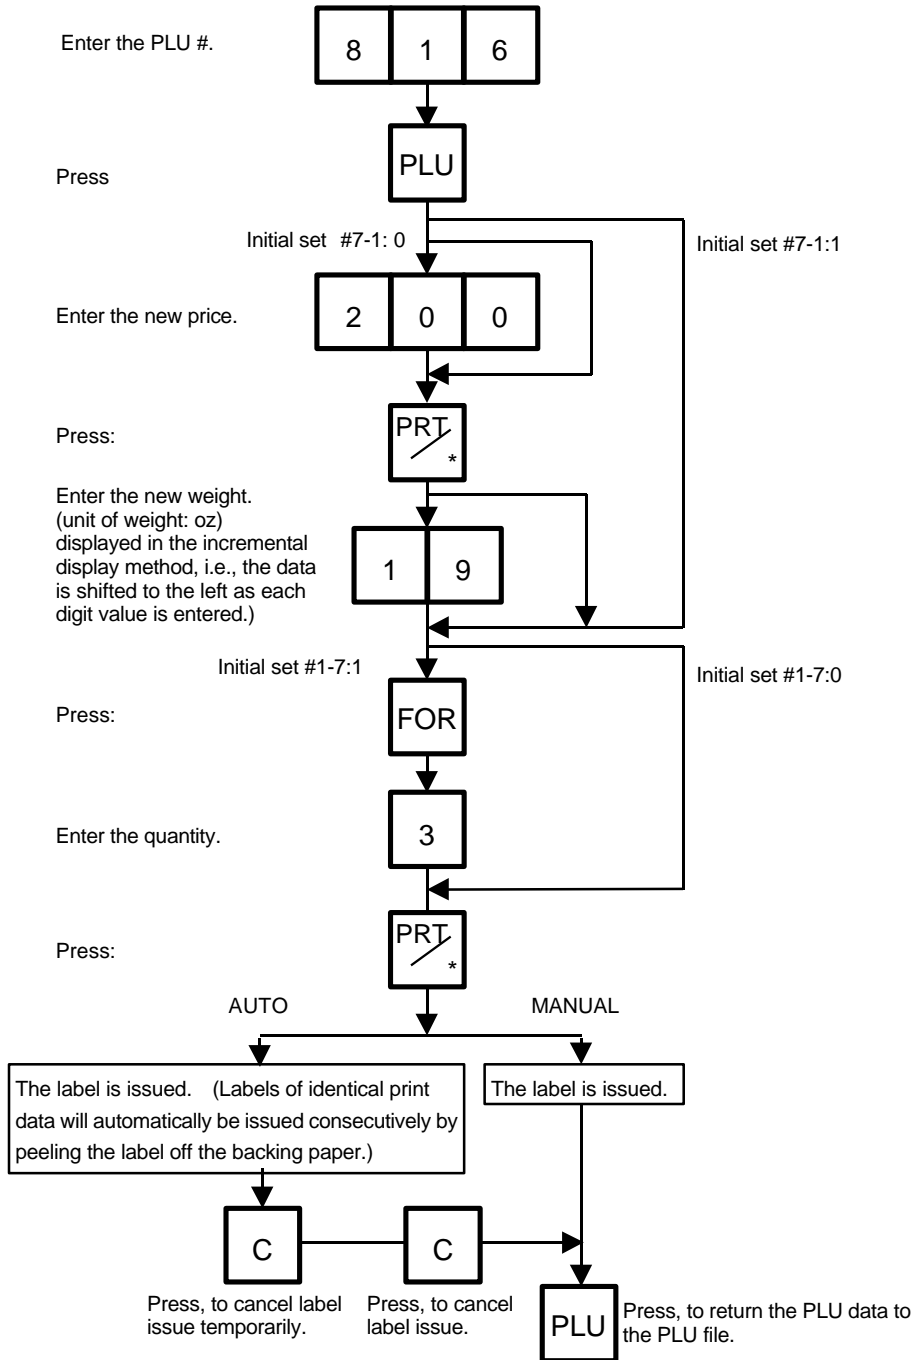 Enter the PLU #.
8 1 6
Press
PLU
Initial set #7-1: 0
Initial set #7-1:1
Enter the new price.
2 0 0
Press:
PRT
*
Enter the new weight.
(unit of weight: oz)
displayed in the incremental
display method, i.e., the data
is shifted to the left as each
digit value is entered.)
1 9
Initial set #1-7:1
Initial set #1-7:0
Press:
FOR
Enter the quantity.
3
Press:
PRT
*
AUTO
MANUAL
The label is issued. (Labels of identical print
data will automatically be issued consecutively by
peeling the label off the backing paper.)
The label is issued.
C
Press, to cancel label
issue temporarily.
C
Press, to cancel
label issue.
PLU
Press, to return the PLU data to
the PLU file.